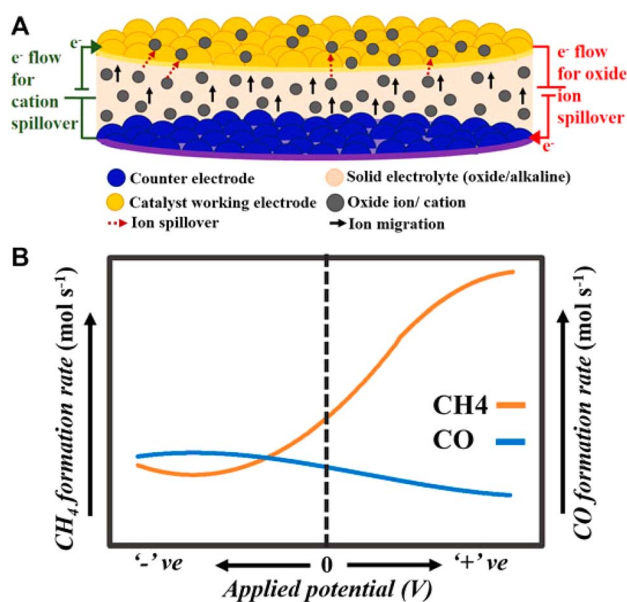 A
e-
e- flow
for
cation
spillover
e- flow
for oxide
ion
spillover
e-
Counter electrode
Solid electrolyte (oxide/alkaline)
Catalyst working electrode
Oxide ion/ cation
Ion spillover
Ion migration
B
CH₄ formation rate (mol s⁻¹)
CO formation rate (mol s⁻¹)
CH4
CO
‘-’ ve
0
‘+’ ve
Applied potential (V)